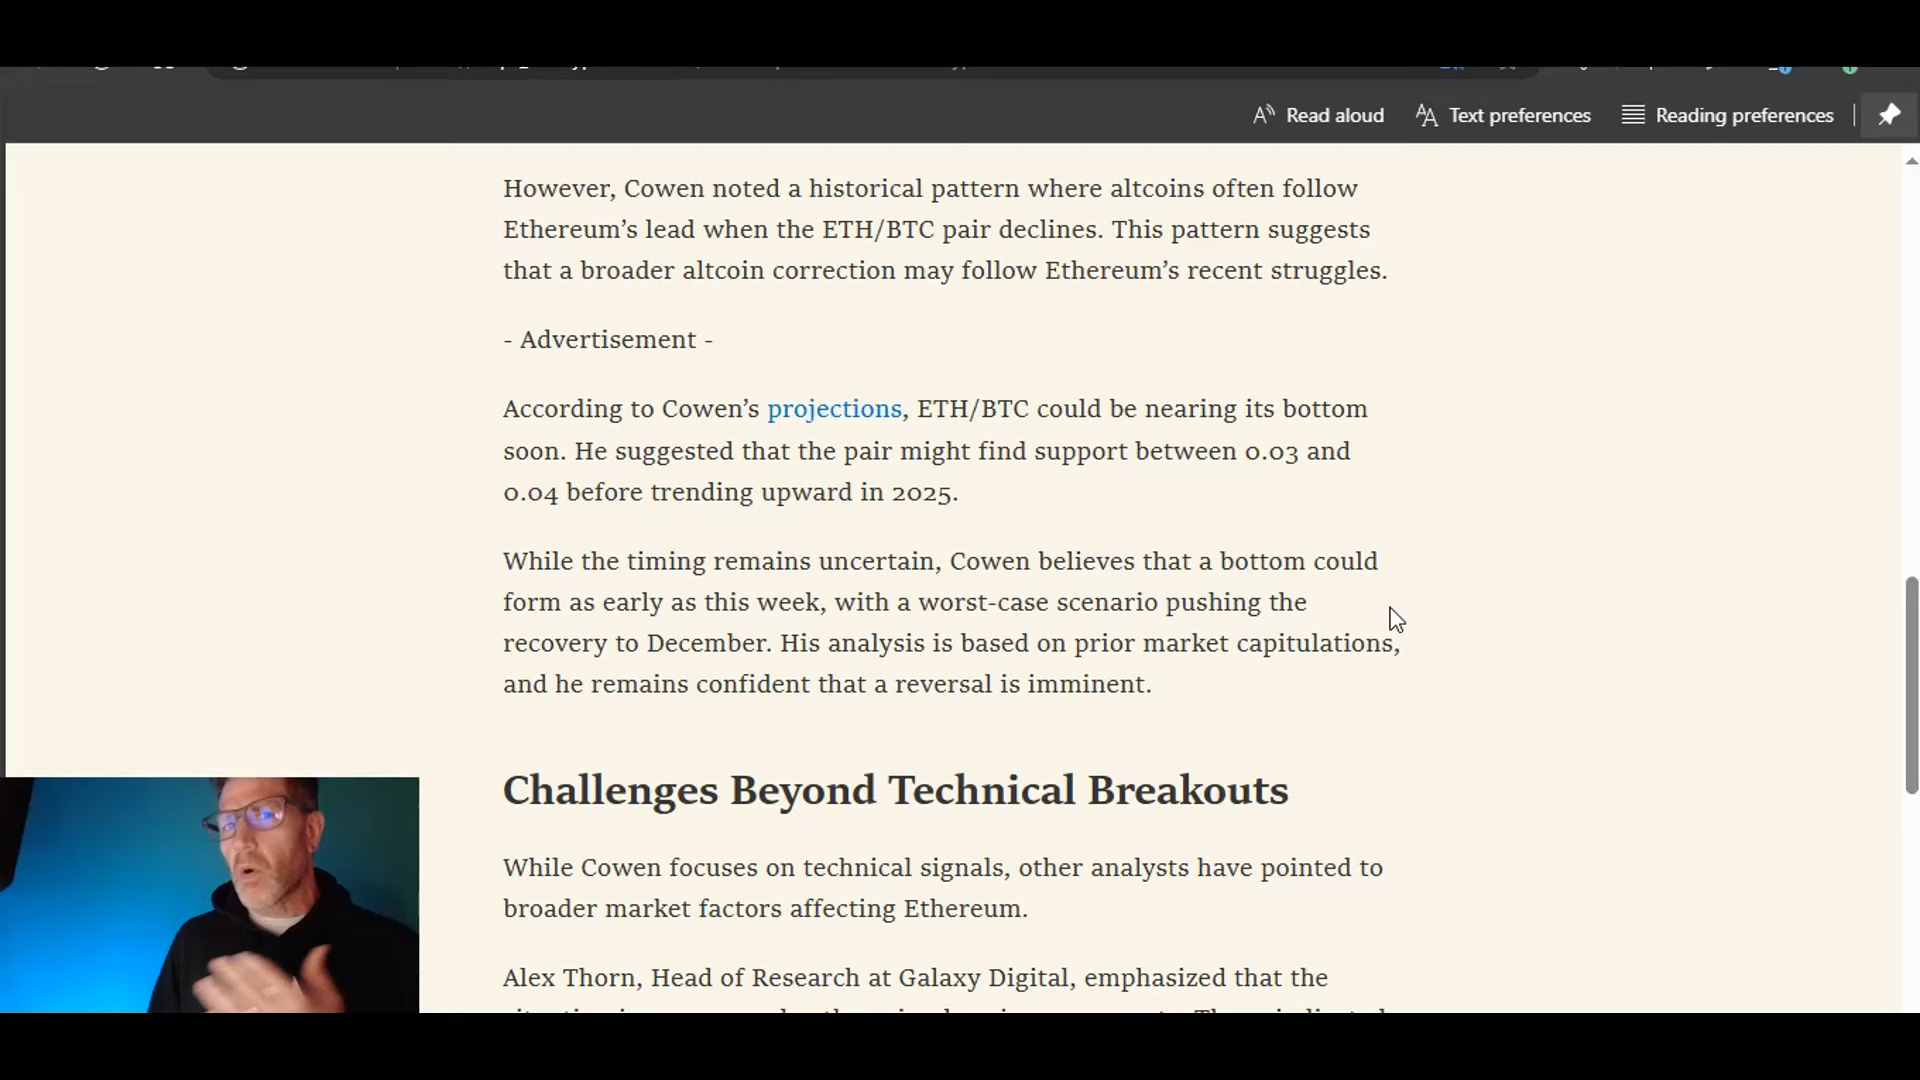 Read aloud
Text preferences
Reading preferences
However, Cowen noted a historical pattern where altcoins often follow
Ethereum’s lead when the ETH/BTC pair declines. This pattern suggests
that a broader altcoin correction may follow Ethereum’s recent struggles.
- Advertisement -
According to Cowen’s projections, ETH/BTC could be nearing its bottom
soon. He suggested that the pair might find support between 0.03 and
0.04 before trending upward in 2025.
While the timing remains uncertain, Cowen believes that a bottom could
form as early as this week, with a worst-case scenario pushing the
recovery to December. His analysis is based on prior market capitulations,
and he remains confident that a reversal is imminent.
Challenges Beyond Technical Breakouts
While Cowen focuses on technical signals, other analysts have pointed to
broader market factors affecting Ethereum.
Alex Thorn, Head of Research at Galaxy Digital, emphasized that the